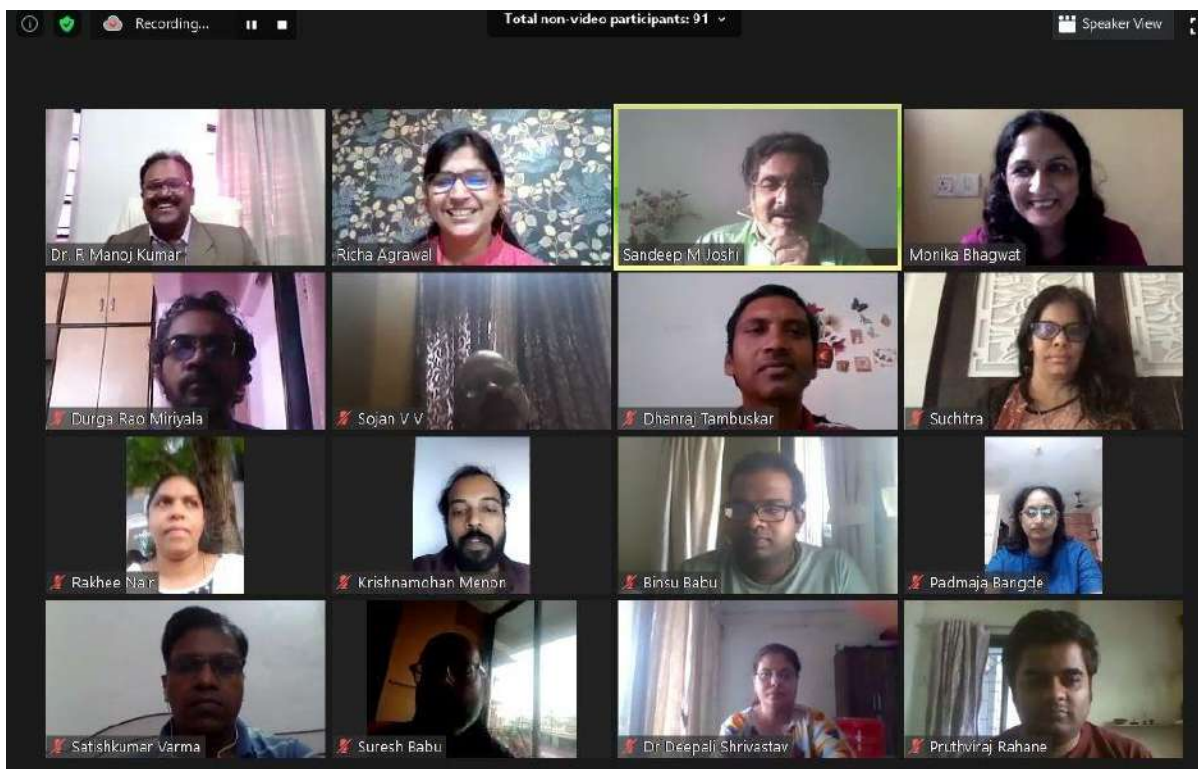 Recording...
Total non-video participants: 91
Speaker View
Dr. R Manoj Kumar
Richa Agrawal
Sandeep M Joshi
Monika Bhagwat
Durga Rao Miriyala
Sojan V V
Dhanraj Tambuskar
Suchitra
Rakhee Nair
Krishnamohan Menon
Binsu Babu
Padmaja Bangde
Satishkumar Varma
Suresh Babu
Dr Deepali Shrivastav
Pruthviraj Rahane